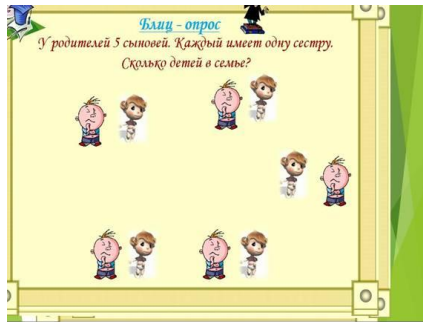 Блиц - опрос
У родителей 5 сыновей. Каждый имеет одну сестру.
Сколько детей в семье?